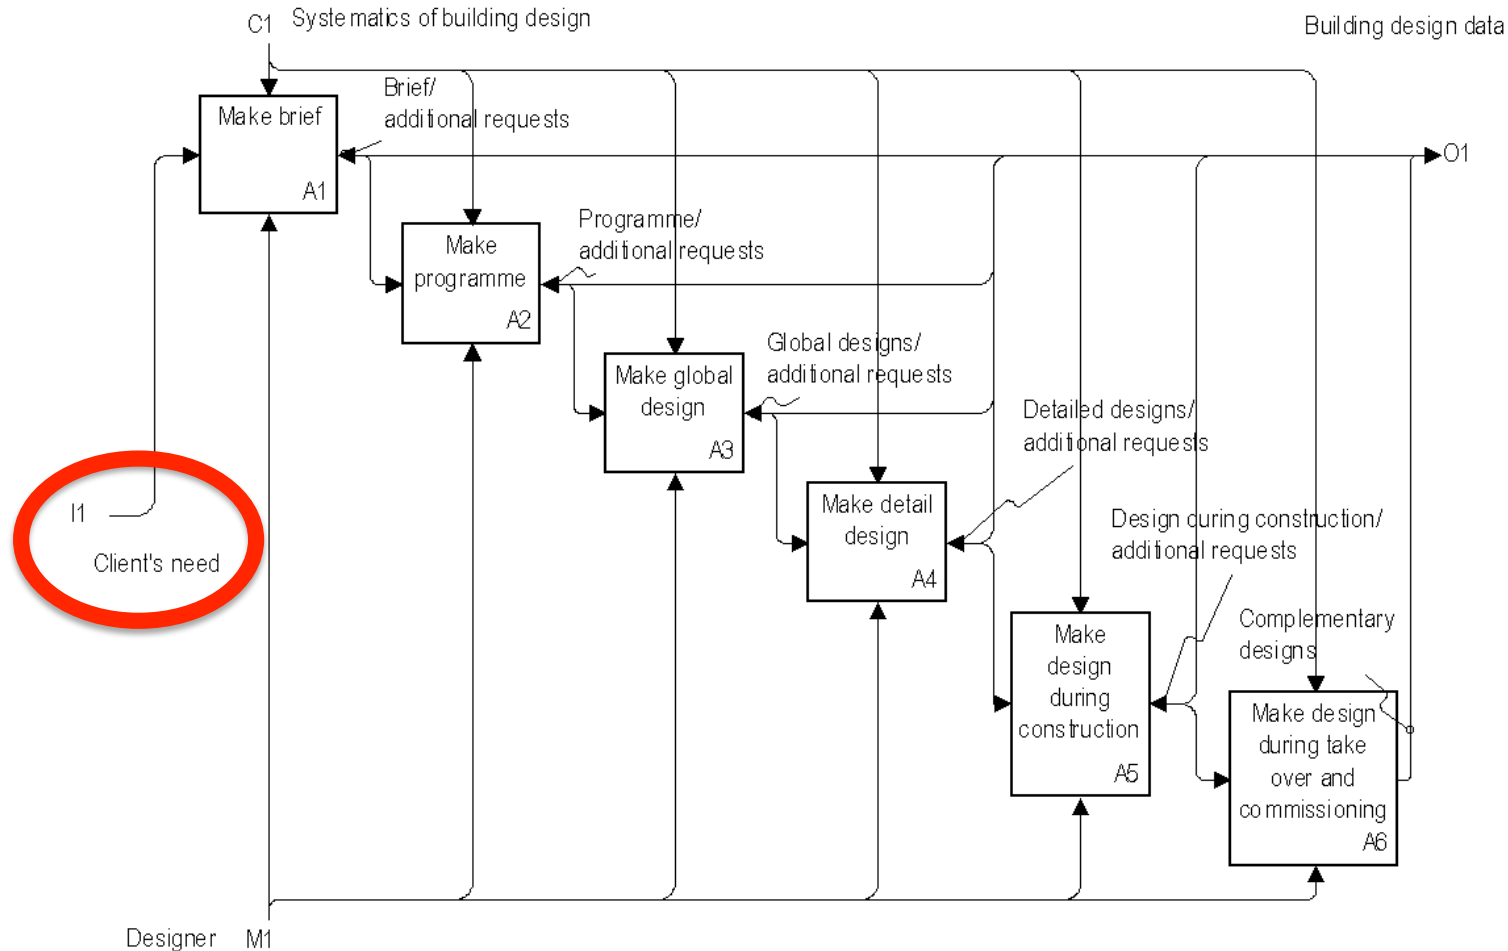 C1 Systematics of building design
Building design data
Brief/
additional requests
Make brief
A1
O1
Programme/
additional requests
Make
programme
A2
Global designs/
additional requests
Make global
design
A3
Detailed designs/
additional requests
I1
Client's need
Make detail
design
A4
Design during construction/
additional requests
Make
design
during
construction
A5
Complementary
designs
Make design
during take
over and
commissioning
A6
Designer M1